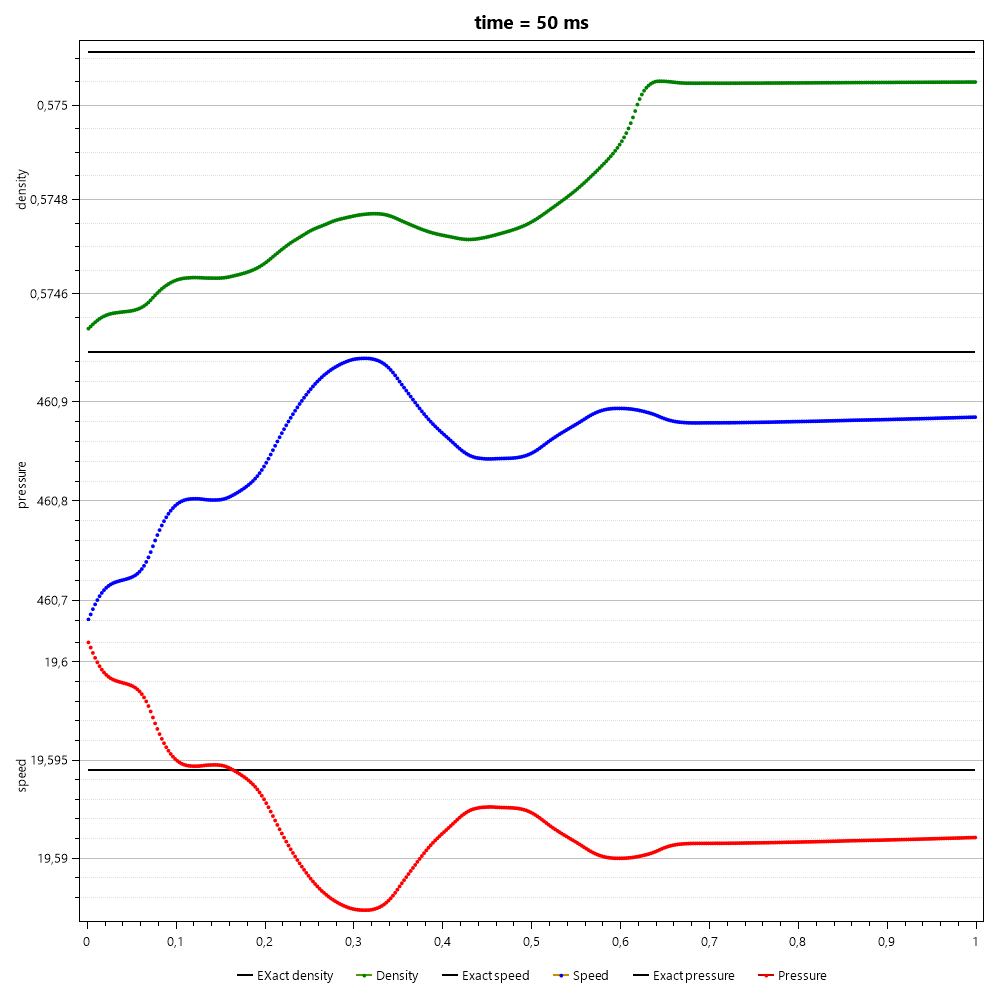 time = 50 ms
density
0,575
0,5748
0,5746
pressure
460,9
460,8
460,7
speed
19,6
19,595
19,59
0 0,1 0,2 0,3 0,4 0,5 0,6 0,7 0,8 0,9 1
EXact density Density Exact speed Speed Exact pressure Pressure